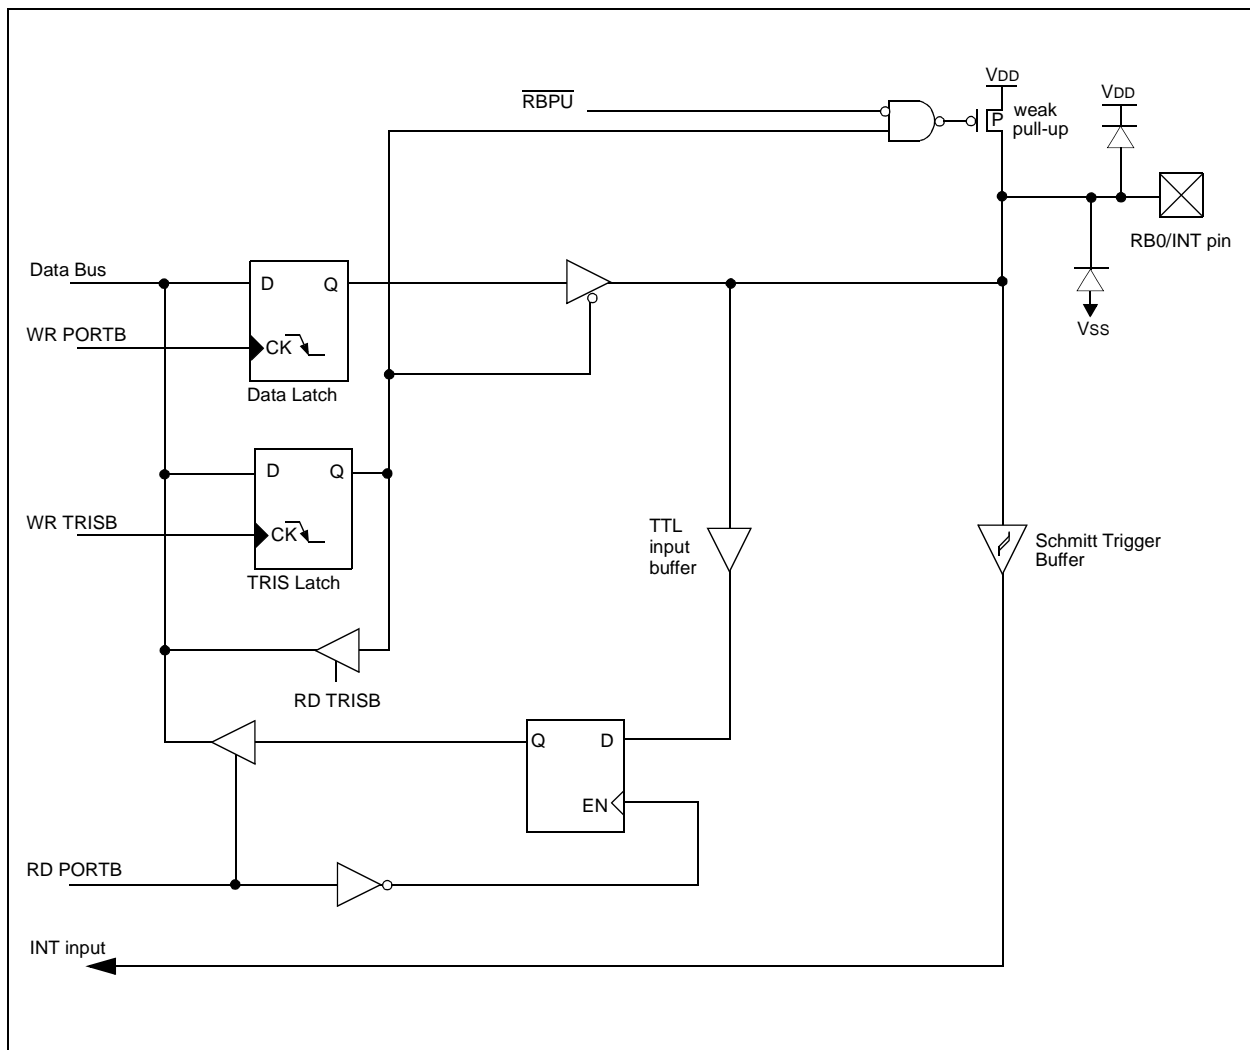 VDD
VDD
RBPU
weak
pull-up
P
RB0/INT pin
Data Bus
D Q
WR PORTB
CK
VSS
Data Latch
D Q
WR TRISB
CK
TTL
input
buffer
Schmitt Trigger
Buffer
TRIS Latch
RD TRISB
Q D
EN
RD PORTB
INT input